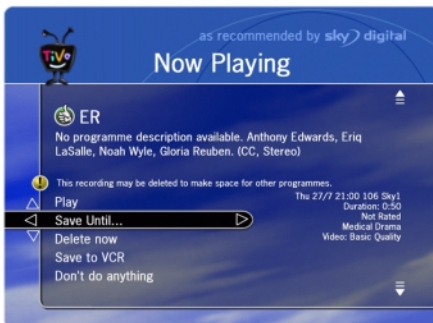 as recommended by sky digital
TiVo
Now Playing
ER
No programme description available. Anthony Edwards, Eriq
LaSalle, Noah Wyle, Gloria Reuben. (CC, Stereo)
This recording may be deleted to make space for other programmes.
Play
Save Until...
Delete now
Save to VCR
Don't do anything
Thu 27/7 21:00 106 Sky1
Duration: 0:50
Not Rated
Medical Drama
Video: Basic Quality